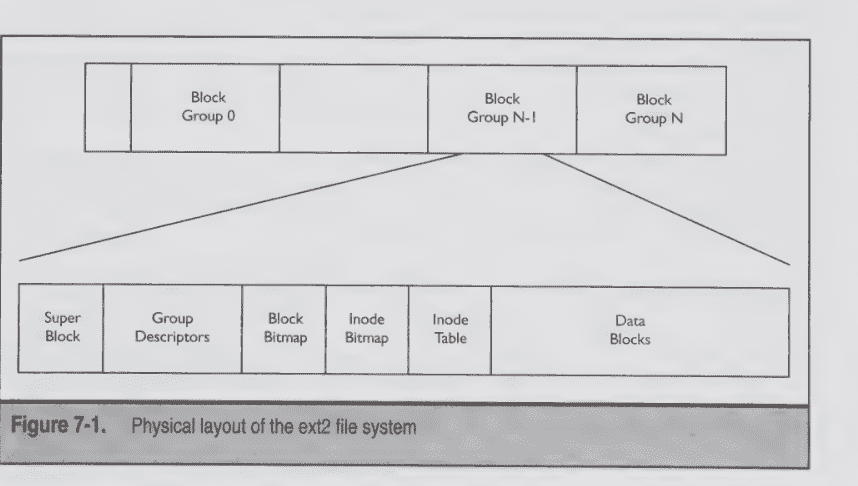 Block
Group 0
Block
Group N-1
Block
Group N
Super
Block
Group
Descriptors
Block
Bitmap
Inode
Bitmap
Inode
Table
Data
Blocks
Figure 7-1. Physical layout of the ext2 file system